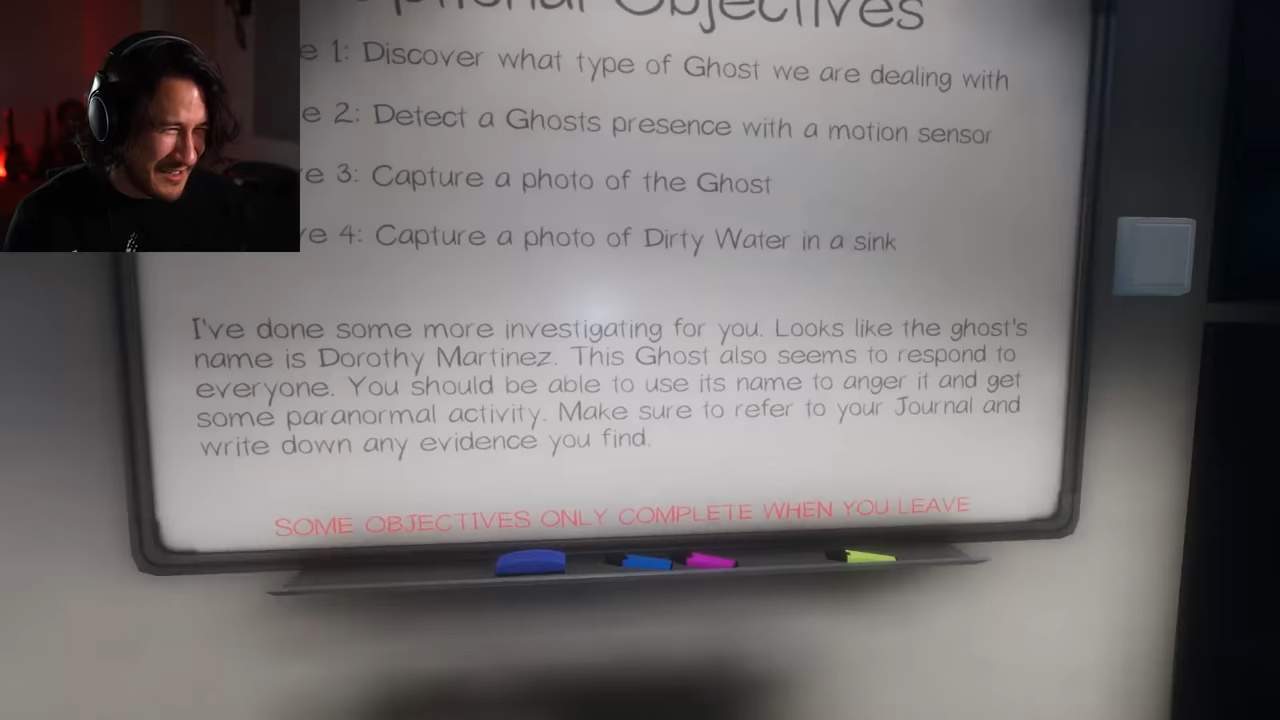 Optional Objectives
e 1: Discover what type of Ghost we are dealing with
e 2: Detect a Ghosts presence with a motion sensor
e 3: Capture a photo of the Ghost
ve 4: Capture a photo of Dirty Water in a sink
I've done some more investigating for you. Looks like the ghost's
name is Dorothy Martinez. This Ghost also seems to respond to
everyone. You should be able to use its name to anger it and get
some paranormal activity. Make sure to refer to your Journal and
write down any evidence you find.
SOME OBJECTIVES ONLY COMPLETE WHEN YOU LEAVE